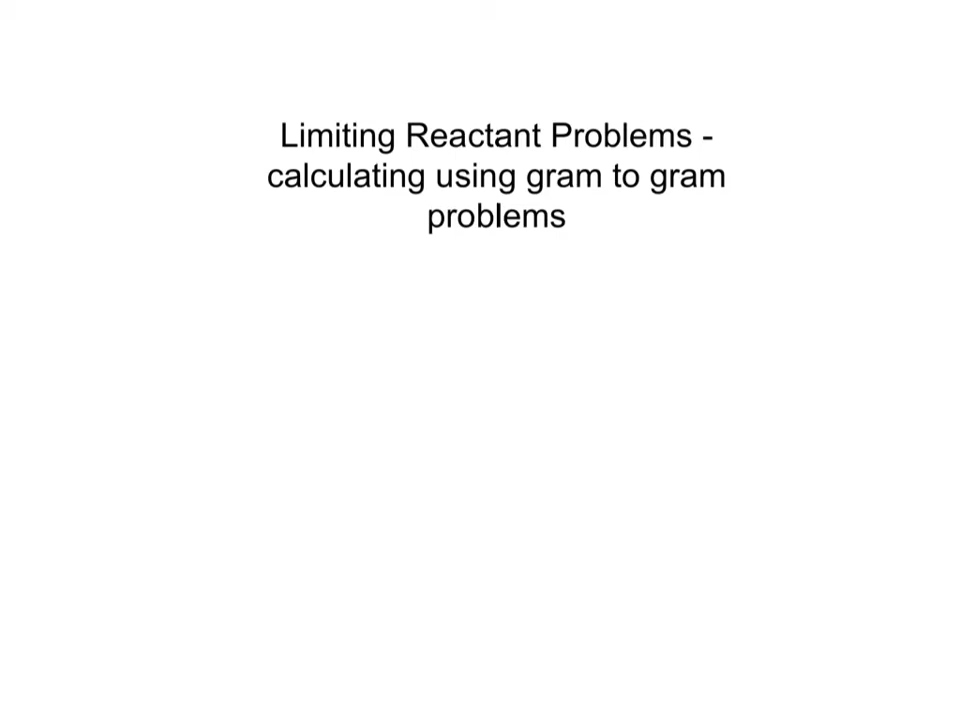 Limiting Reactant Problems -
calculating using gram to gram
problems